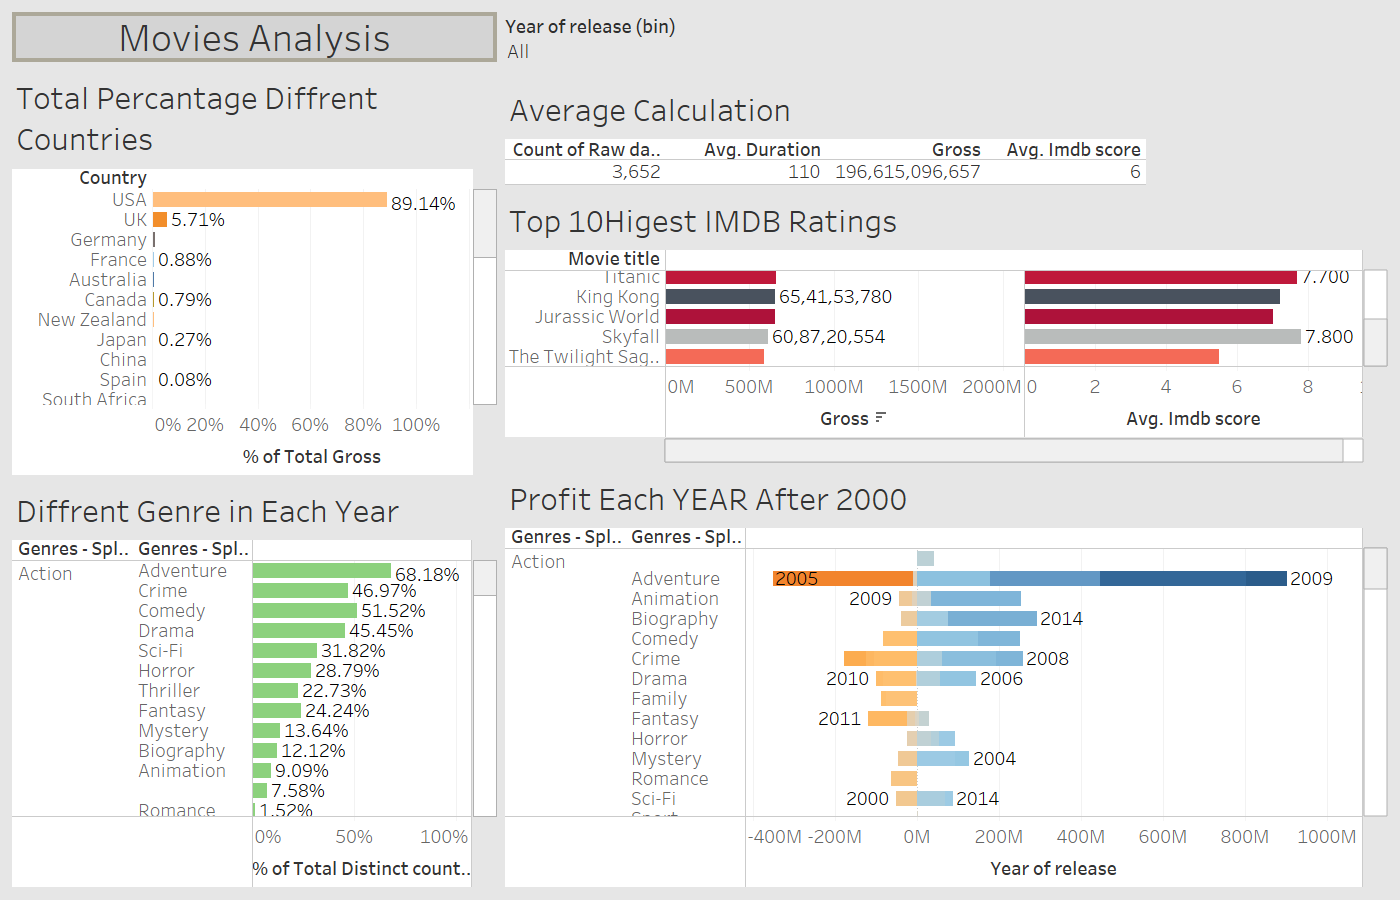 Movies Analysis
Year of release (bin)
All
Total Percantage Diffrent
Countries
Country
USA 89.14%
UK 5.71%
Germany
France 0.88%
Australia
Canada 0.79%
New Zealand
Japan 0.27%
China
Spain 0.08%
South Africa
0% 20% 40% 60% 80% 100%
% of Total Gross
Average Calculation
Count of Raw da.. Avg. Duration Gross Avg. Imdb score
3,652 110 196,615,096,657 6
Top 10Higest IMDB Ratings
Movie title
Titanic 7.700
King Kong 65,41,53,780
Jurassic World
Skyfall 60,87,20,554 7.800
The Twilight Sag..
0M 500M 1000M 1500M 2000M 0 2 4 6 8
Gross Avg. Imdb score
Diffrent Genre in Each Year
Genres - Spl.. Genres - Spl..
Action Adventure 68.18%
Crime 46.97%
Comedy 51.52%
Drama 45.45%
Sci-Fi 31.82%
Horror 28.79%
Thriller 22.73%
Fantasy 24.24%
Mystery 13.64%
Biography 12.12%
Animation 9.09%
7.58%
Romance 1.52%
0% 50% 100%
% of Total Distinct count..
Profit Each YEAR After 2000
Genres - Spl.. Genres - Spl..
Action
Adventure 2005 2009
Animation 2009
Biography 2014
Comedy
Crime 2008
Drama 2010 2006
Family
Fantasy 2011
Horror
Mystery 2004
Romance
Sci-Fi 2000 2014
-400M -200M 0M 200M 400M 600M 800M 1000M
Year of release